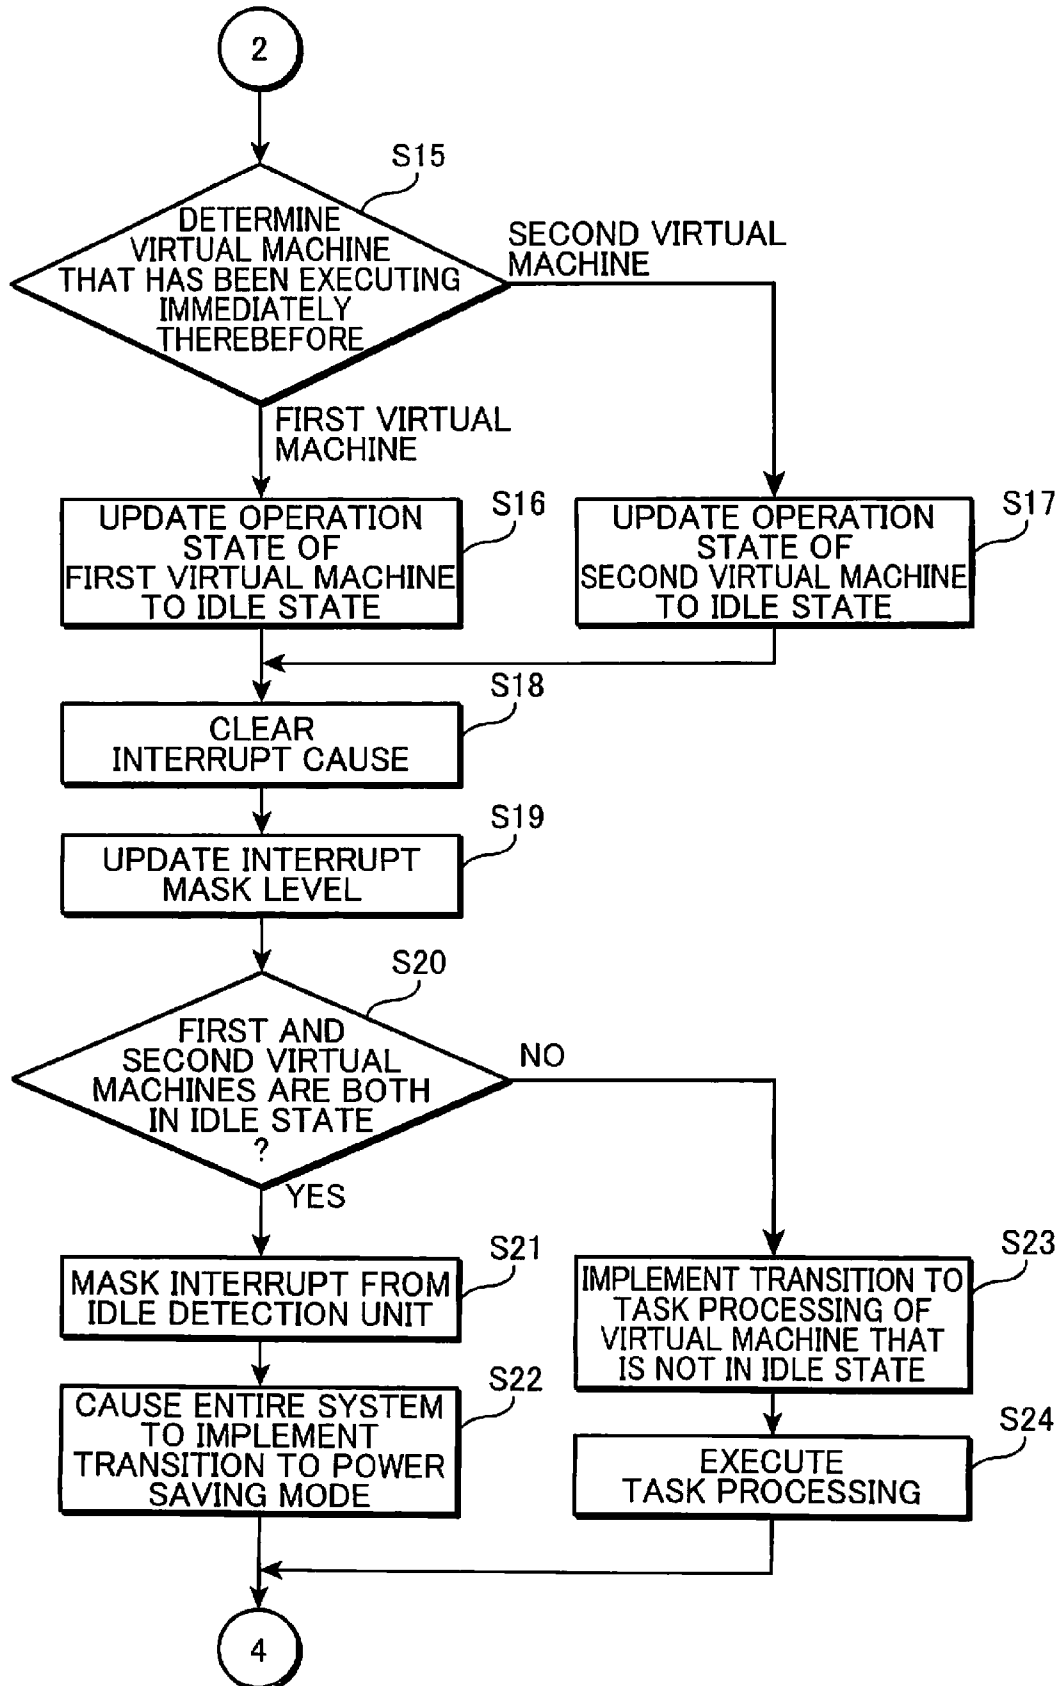 2
S15
DETERMINE
VIRTUAL MACHINE
THAT HAS BEEN EXECUTING
IMMEDIATELY
THEREBEFORE
SECOND VIRTUAL
MACHINE
FIRST VIRTUAL
MACHINE
S16
UPDATE OPERATION
STATE OF
FIRST VIRTUAL MACHINE
TO IDLE STATE
S17
UPDATE OPERATION
STATE OF
SECOND VIRTUAL MACHINE
TO IDLE STATE
S18
CLEAR
INTERRUPT CAUSE
S19
UPDATE INTERRUPT
MASK LEVEL
S20
FIRST AND
SECOND VIRTUAL
MACHINES ARE BOTH
IN IDLE STATE
?
NO
YES
S21
MASK INTERRUPT FROM
IDLE DETECTION UNIT
S23
IMPLEMENT TRANSITION TO
TASK PROCESSING OF
VIRTUAL MACHINE THAT
IS NOT IN IDLE STATE
S22
CAUSE ENTIRE SYSTEM
TO IMPLEMENT
TRANSITION TO POWER
SAVING MODE
S24
EXECUTE
TASK PROCESSING
4